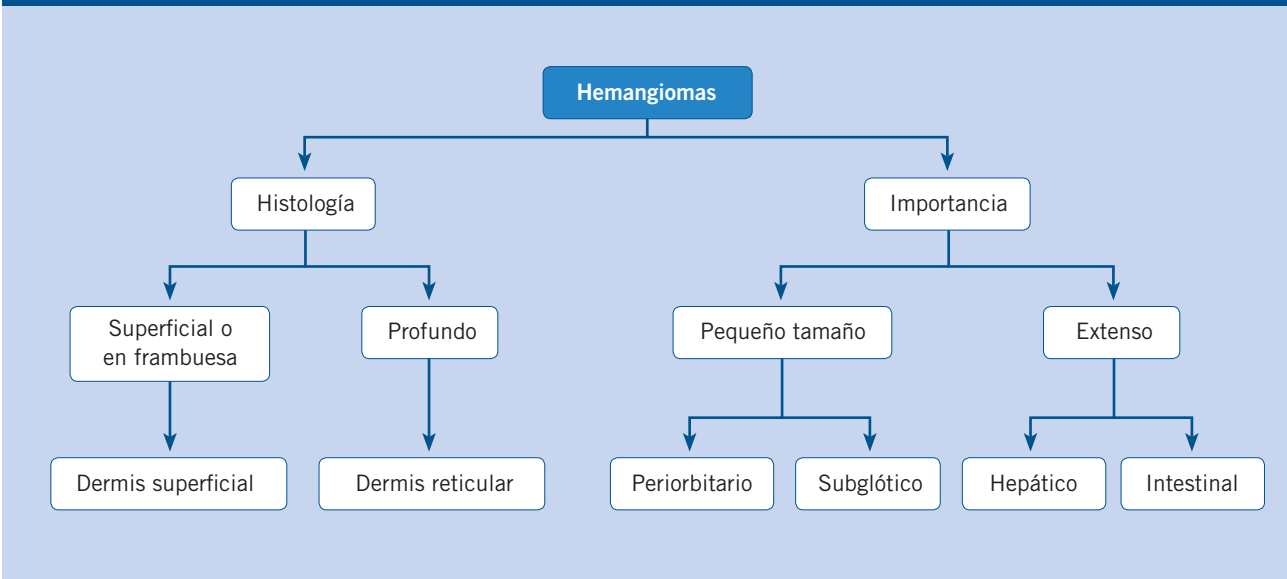 Hemangiomas
Histología
Importancia
Superficial o
en frambuesa
Profundo
Pequeño tamaño
Extenso
Dermis superficial
Dermis reticular
Periorbitario
Subglótico
Hepático
Intestinal